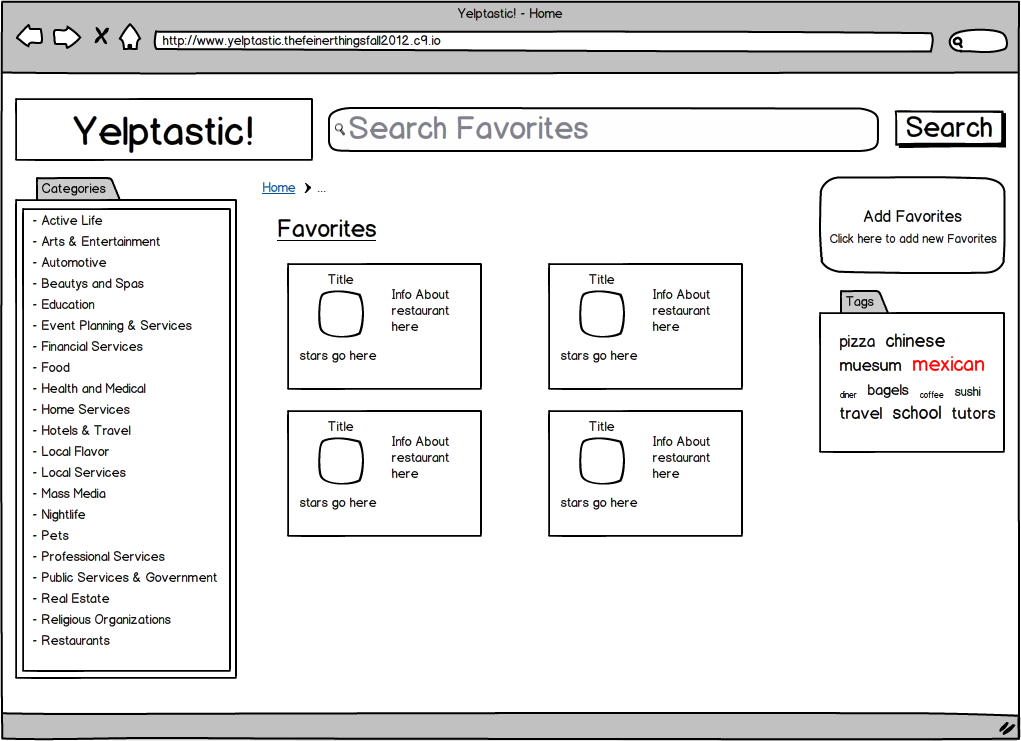 Yelptastic! - Home
http://www.yelptastic.thefeinerthingsfall2012.c9.io
Yelptastic!
Search Favorites
Search
Categories
- Active Life
- Arts & Entertainment
- Automotive
- Beautys and Spas
- Education
- Event Planning & Services
- Financial Services
- Food
- Health and Medical
- Home Services
- Hotels & Travel
- Local Flavor
- Local Services
- Mass Media
- Nightlife
- Pets
- Professional Services
- Public Services & Government
- Real Estate
- Religious Organizations
- Restaurants
Home > ...
Favorites
Title
Info About
restaurant
here
stars go here
Title
Info About
restaurant
here
stars go here
Title
Info About
restaurant
here
stars go here
Title
Info About
restaurant
here
stars go here
Add Favorites
Click here to add new Favorites
Tags
pizza chinese
muesum mexican
diner bagels coffee sushi
travel school tutors